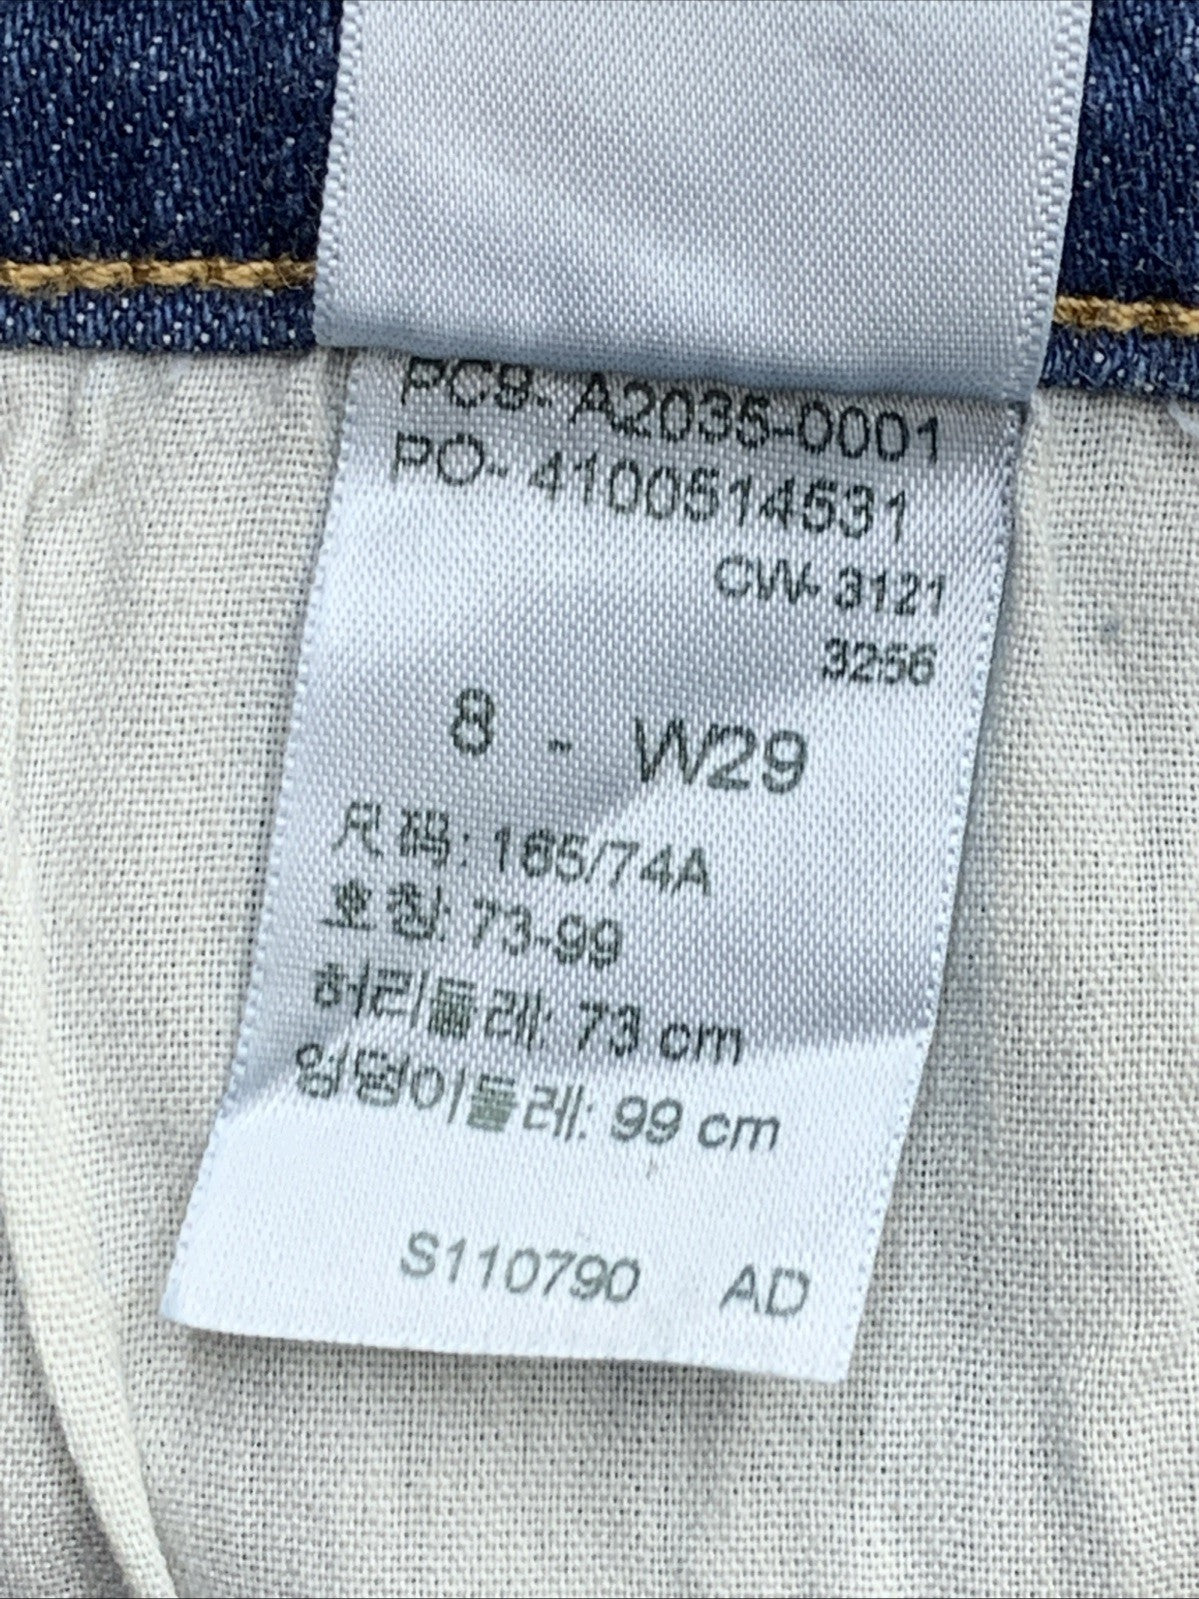 PC9- A2035-0001
PO- 4100514531
CW- 3121
3256
8 - W29
尺码: 165/74A
호칭: 73-99
허리둘레: 73 cm
엉덩이둘레: 99 cm
S110790 AD